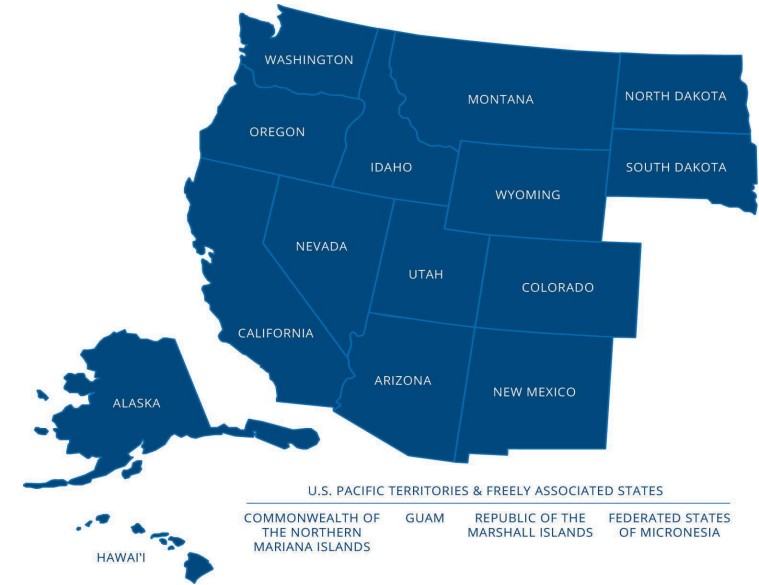 WASHINGTON
MONTANA
NORTH DAKOTA
OREGON
IDAHO
SOUTH DAKOTA
WYOMING
NEVADA
UTAH
COLORADO
CALIFORNIA
ARIZONA
NEW MEXICO
ALASKA
HAWAI'I
U.S. PACIFIC TERRITORIES & FREELY ASSOCIATED STATES
COMMONWEALTH OF
THE NORTHERN
MARIANA ISLANDS
GUAM
REPUBLIC OF THE
MARSHALL ISLANDS
FEDERATED STATES
OF MICRONESIA